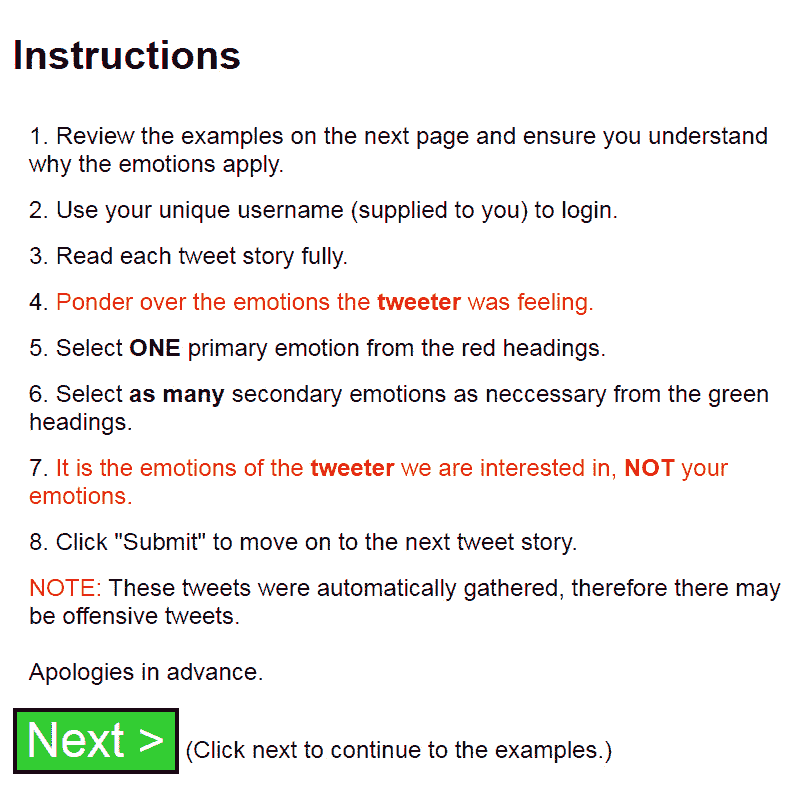 Instructions
1. Review the examples on the next page and ensure you understand
why the emotions apply.
2. Use your unique username (supplied to you) to login.
3. Read each tweet story fully.
4. Ponder over the emotions the tweeter was feeling.
5. Select ONE primary emotion from the red headings.
6. Select as many secondary emotions as neccessary from the green
headings.
7. It is the emotions of the tweeter we are interested in, NOT your
emotions.
8. Click "Submit" to move on to the next tweet story.
NOTE: These tweets were automatically gathered, therefore there may
be offensive tweets.
Apologies in advance.
Next > (Click next to continue to the examples.)